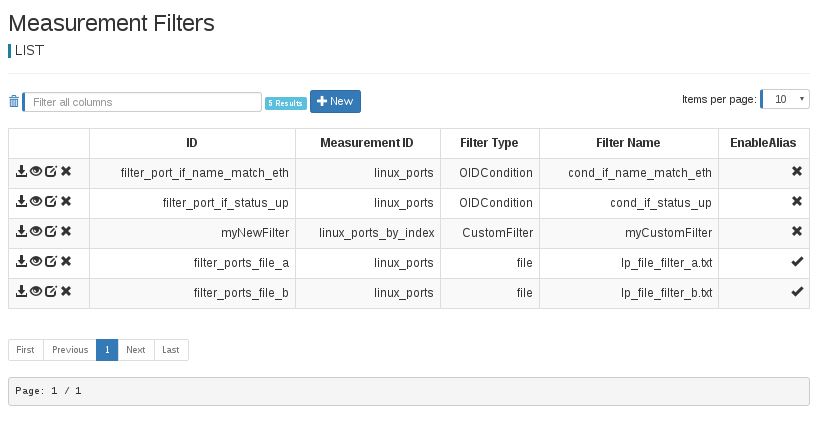 Measurement Filters
LIST
Filter all columns 5 Results New Items per page: 10
ID Measurement ID Filter Type Filter Name EnableAlias
filter_port_if_name_match_eth linux_ports OIDCondition cond_if_name_match_eth
filter_port_if_status_up linux_ports OIDCondition cond_if_status_up
myNewFilter linux_ports_by_index CustomFilter myCustomFilter
filter_ports_file_a linux_ports file lp_file_filter_a.txt
filter_ports_file_b linux_ports file lp_file_filter_b.txt
First Previous 1 Next Last
Page: 1 / 1